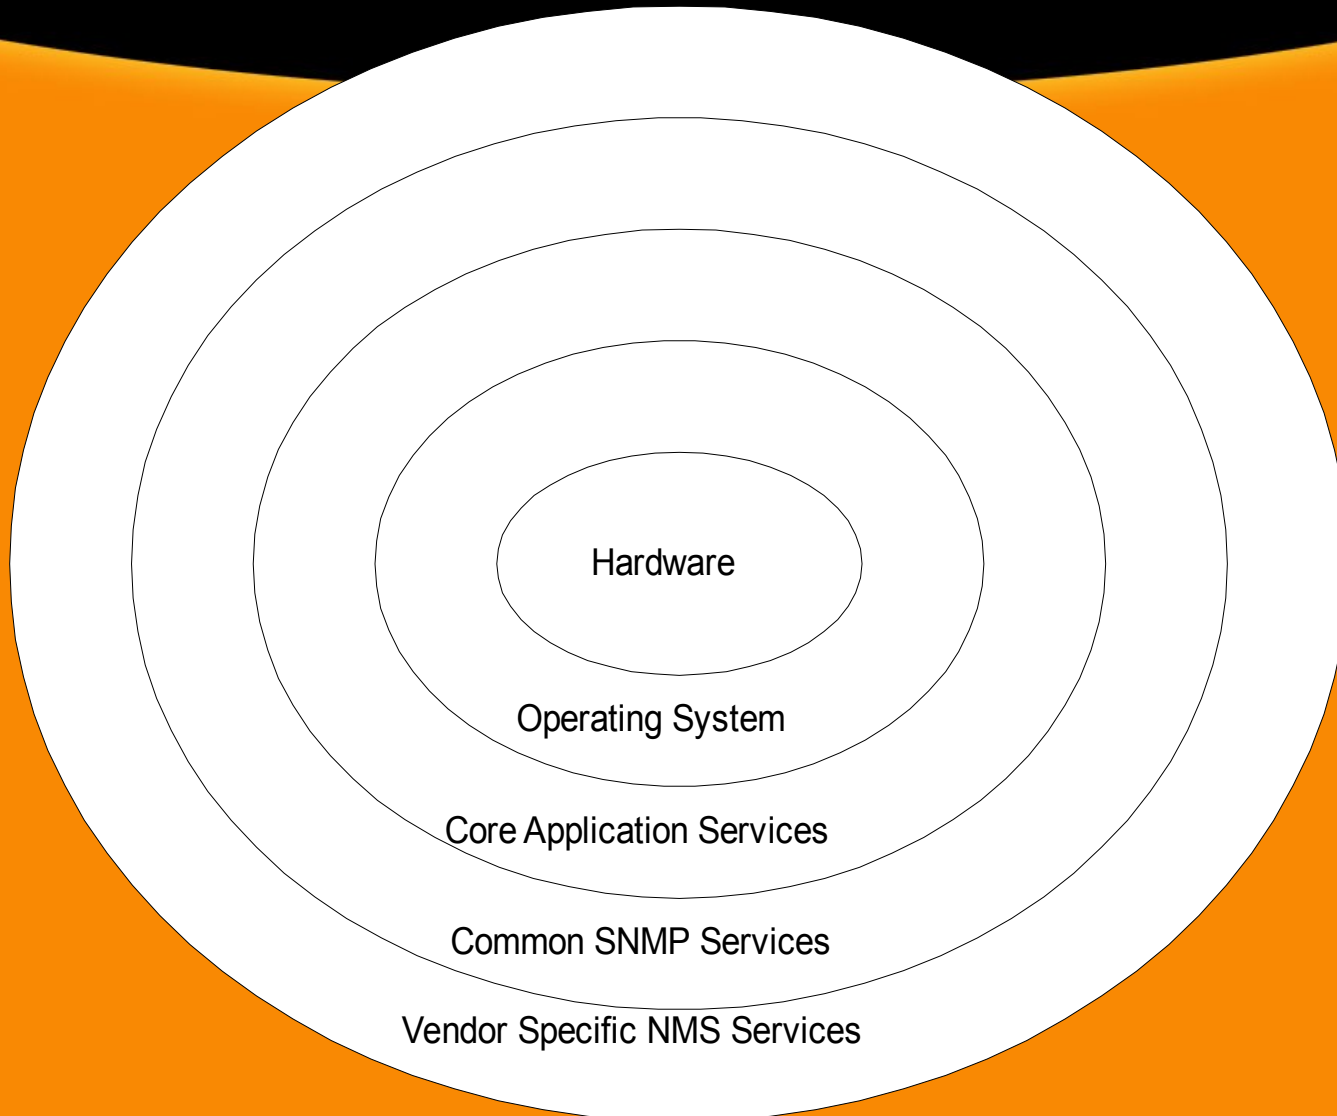 Hardware
Operating System
Core Application Services
Common SNMP Services
Vendor Specific NMS Services